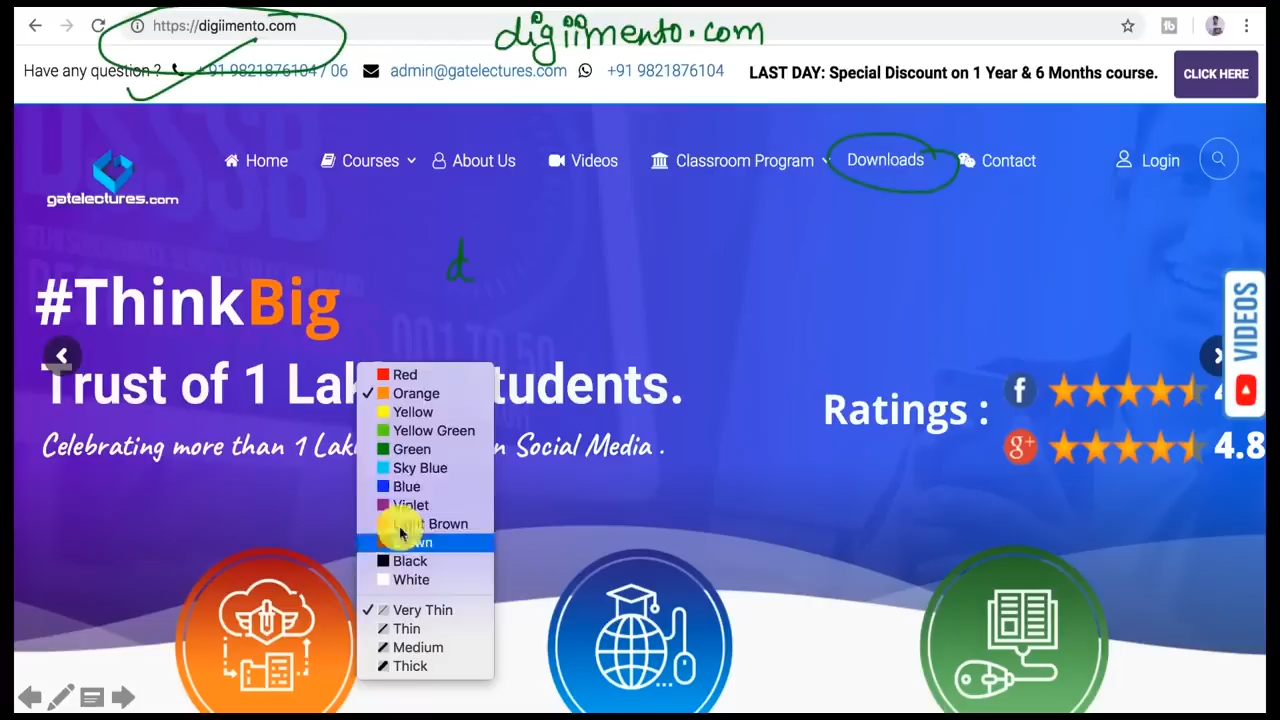 https://digiimento.com
digiimento.com
Have any question ? +91 9821876104 / 06 admin@gatelectures.com +91 9821876104 LAST DAY: Special Discount on 1 Year & 6 Months course. CLICK HERE
Home Courses About Us Videos Classroom Program Downloads Contact Login
gatelectures.com
d
#ThinkBig
Trust of 1 Lak tudents.
Ratings :
4.8
Celebrating more than 1 Lak n Social Media .
VIDEOS
Red
Orange
Yellow
Yellow Green
Green
Sky Blue
Blue
Violet
Light Brown
Brown
Black
White
Very Thin
Thin
Medium
Thick